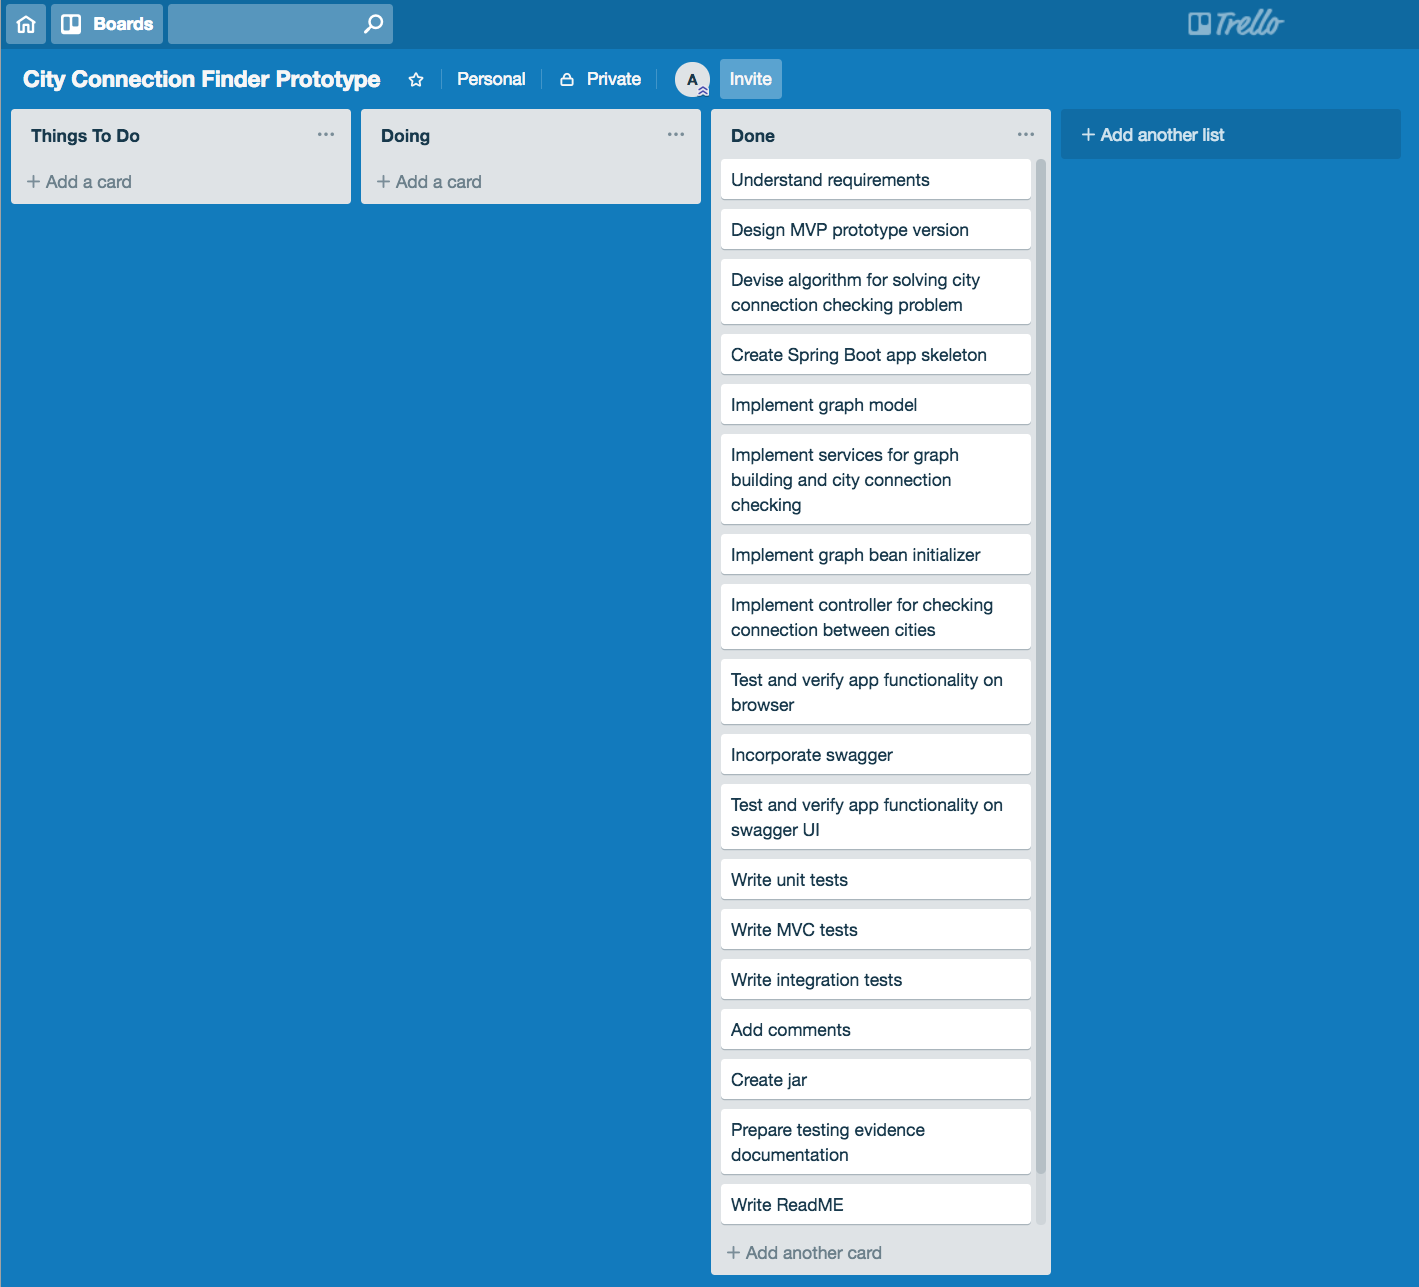 Boards
Trello
City Connection Finder Prototype
Personal
Private
A
Invite
Things To Do
+ Add a card
Doing
+ Add a card
Done
Understand requirements
Design MVP prototype version
Devise algorithm for solving city
connection checking problem
Create Spring Boot app skeleton
Implement graph model
Implement services for graph
building and city connection
checking
Implement graph bean initializer
Implement controller for checking
connection between cities
Test and verify app functionality on
browser
Incorporate swagger
Test and verify app functionality on
swagger UI
Write unit tests
Write MVC tests
Write integration tests
Add comments
Create jar
Prepare testing evidence
documentation
Write ReadME
+ Add another card
+ Add another list